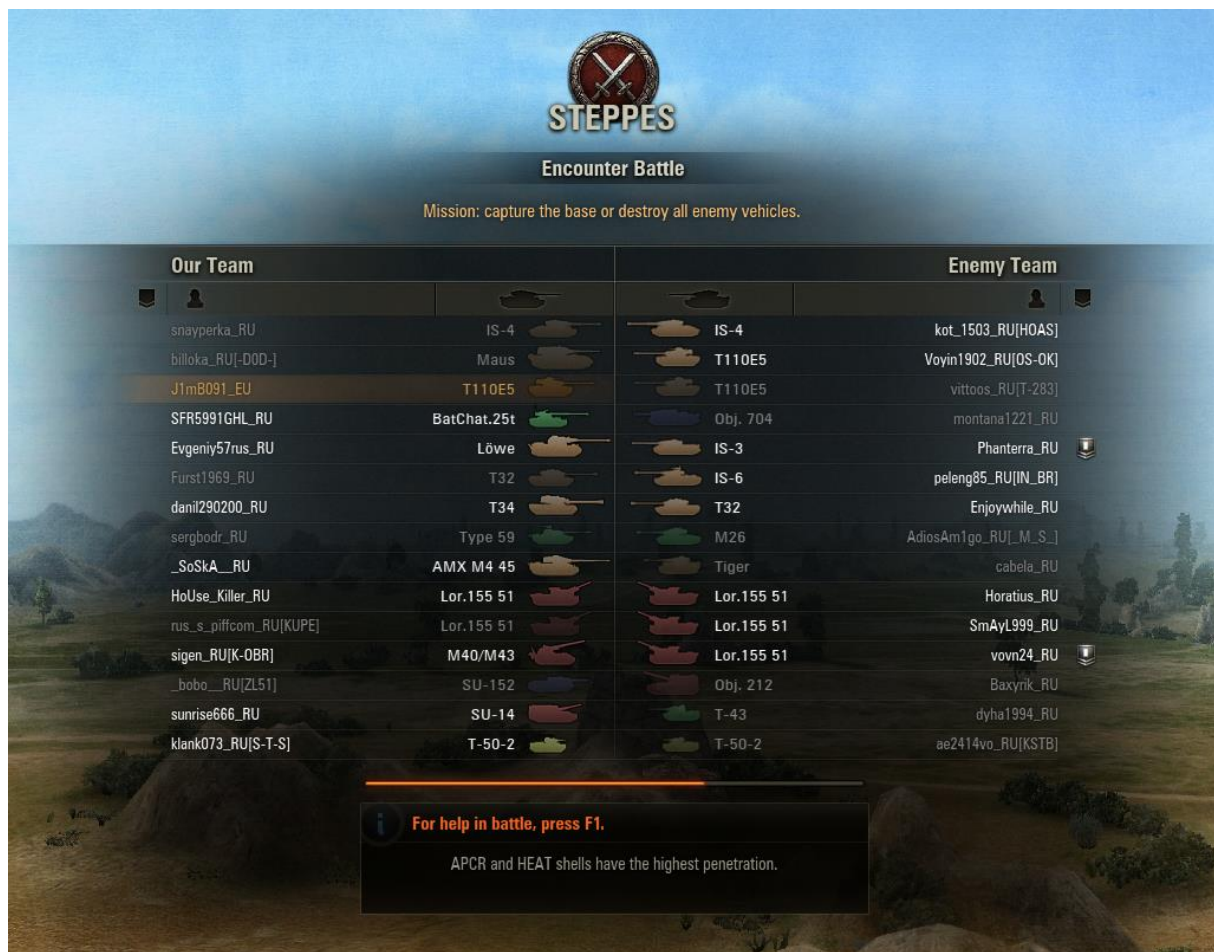 STEPPES
Encounter Battle
Mission: capture the base or destroy all enemy vehicles.
Our Team Enemy Team
snayperka_RU IS-4 IS-4 kot_1503_RU[HOAS]
billoka_RU[-D0D-] Maus T110E5 Voyin1902_RU[OS-OK]
J1mB091_EU T110E5 T110E5 vittoos_RU[T-283]
SFR5991GHL_RU BatChat.25t Obj. 704 montana1221_RU
Evgeniy57rus_RU Löwe IS-3 Phanterra_RU
Furst1969_RU T32 IS-6 peleng85_RU[IN_BR]
danil290200_RU T34 T32 Enjoywhile_RU
sergbodr_RU Type 59 M26 AdiosAm1go_RU[_M_S_]
_SoSkA__RU AMX M4 45 Tiger cabela_RU
HoUse_Killer_RU Lor.155 51 Lor.155 51 Horatius_RU
rus_s_piffcom_RU[KUPE] Lor.155 51 Lor.155 51 SmAyL999_RU
sigen_RU[K-OBR] M40/M43 Lor.155 51 vovn24_RU
_bobo__RU[ZL51] SU-152 Obj. 212 Baxyrik_RU
sunrise666_RU SU-14 T-43 dyha1994_RU
klank073_RU[S-T-S] T-50-2 T-50-2 ae2414vo_RU[KSTB]
For help in battle, press F1.
APCR and HEAT shells have the highest penetration.